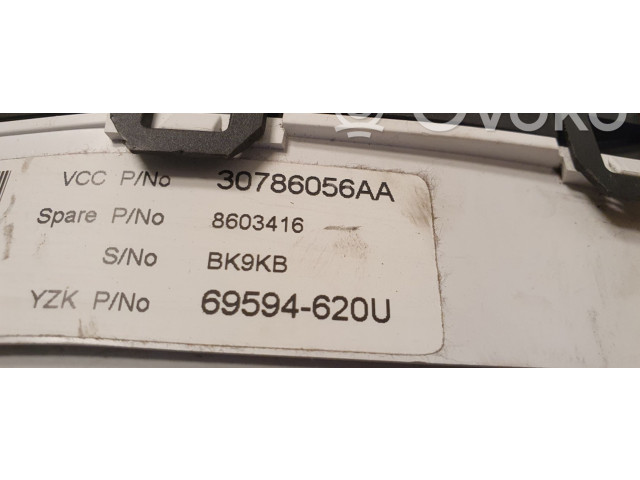 VCC P/No 30786056AA
Spare P/No 8603416
S/No BK9KB
YZK P/No 69594-620U